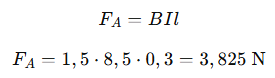 F_A = BIl
F_A = 1,5 · 8,5 · 0,3 = 3,825 N